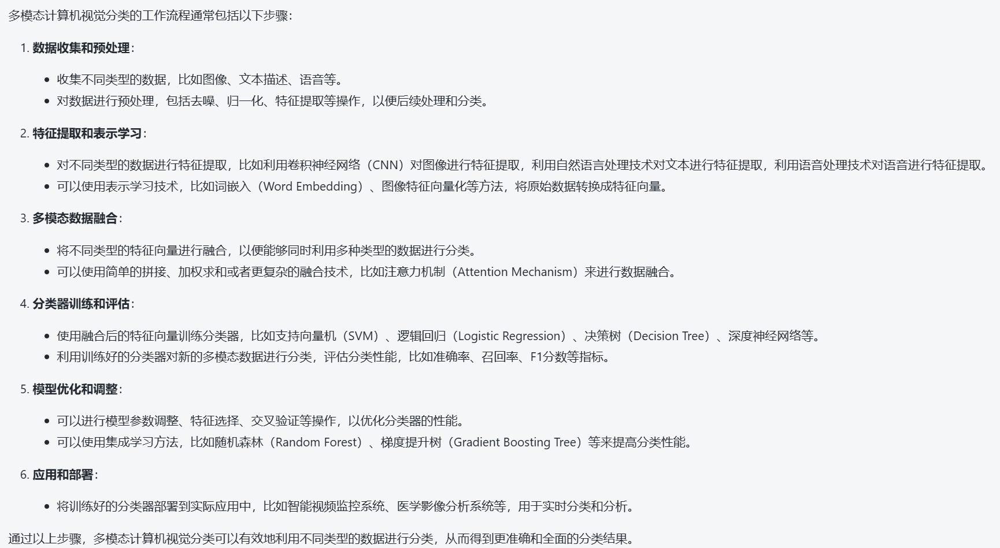 多模态计算机视觉分类的工作流程通常包括以下步骤：
1. 数据收集和预处理：
• 收集不同类型的数据，比如图像、文本描述、语音等。
• 对数据进行预处理，包括去噪、归一化、特征提取等操作，以便后续处理和分类。
2. 特征提取和表示学习：
• 对不同类型的数据进行特征提取，比如利用卷积神经网络（CNN）对图像进行特征提取，利用自然语言处理技术对文本进行特征提取，利用语音处理技术对语音进行特征提取。
• 可以使用表示学习技术，比如词嵌入（Word Embedding）、图像特征向量化等方法，将原始数据转换成特征向量。
3. 多模态数据融合：
• 将不同类型的特征向量进行融合，以便能够同时利用多种类型的数据进行分类。
• 可以使用简单的拼接、加权求和或者更复杂的融合技术，比如注意力机制（Attention Mechanism）来进行数据融合。
4. 分类器训练和评估：
• 使用融合后的特征向量训练分类器，比如支持向量机（SVM）、逻辑回归（Logistic Regression）、决策树（Decision Tree）、深度神经网络等。
• 利用训练好的分类器对新的多模态数据进行分类，评估分类性能，比如准确率、召回率、F1分数等指标。
5. 模型优化和调整：
• 可以进行模型参数调整、特征选择、交叉验证等操作，以优化分类器的性能。
• 可以使用集成学习方法，比如随机森林（Random Forest）、梯度提升树（Gradient Boosting Tree）等来提高分类性能。
6. 应用和部署：
• 将训练好的分类器部署到实际应用中，比如智能视频监控系统、医学影像分析系统等，用于实时分类和分析。
通过以上步骤，多模态计算机视觉分类可以有效地利用不同类型的数据进行分类，从而得到更准确和全面的分类结果。